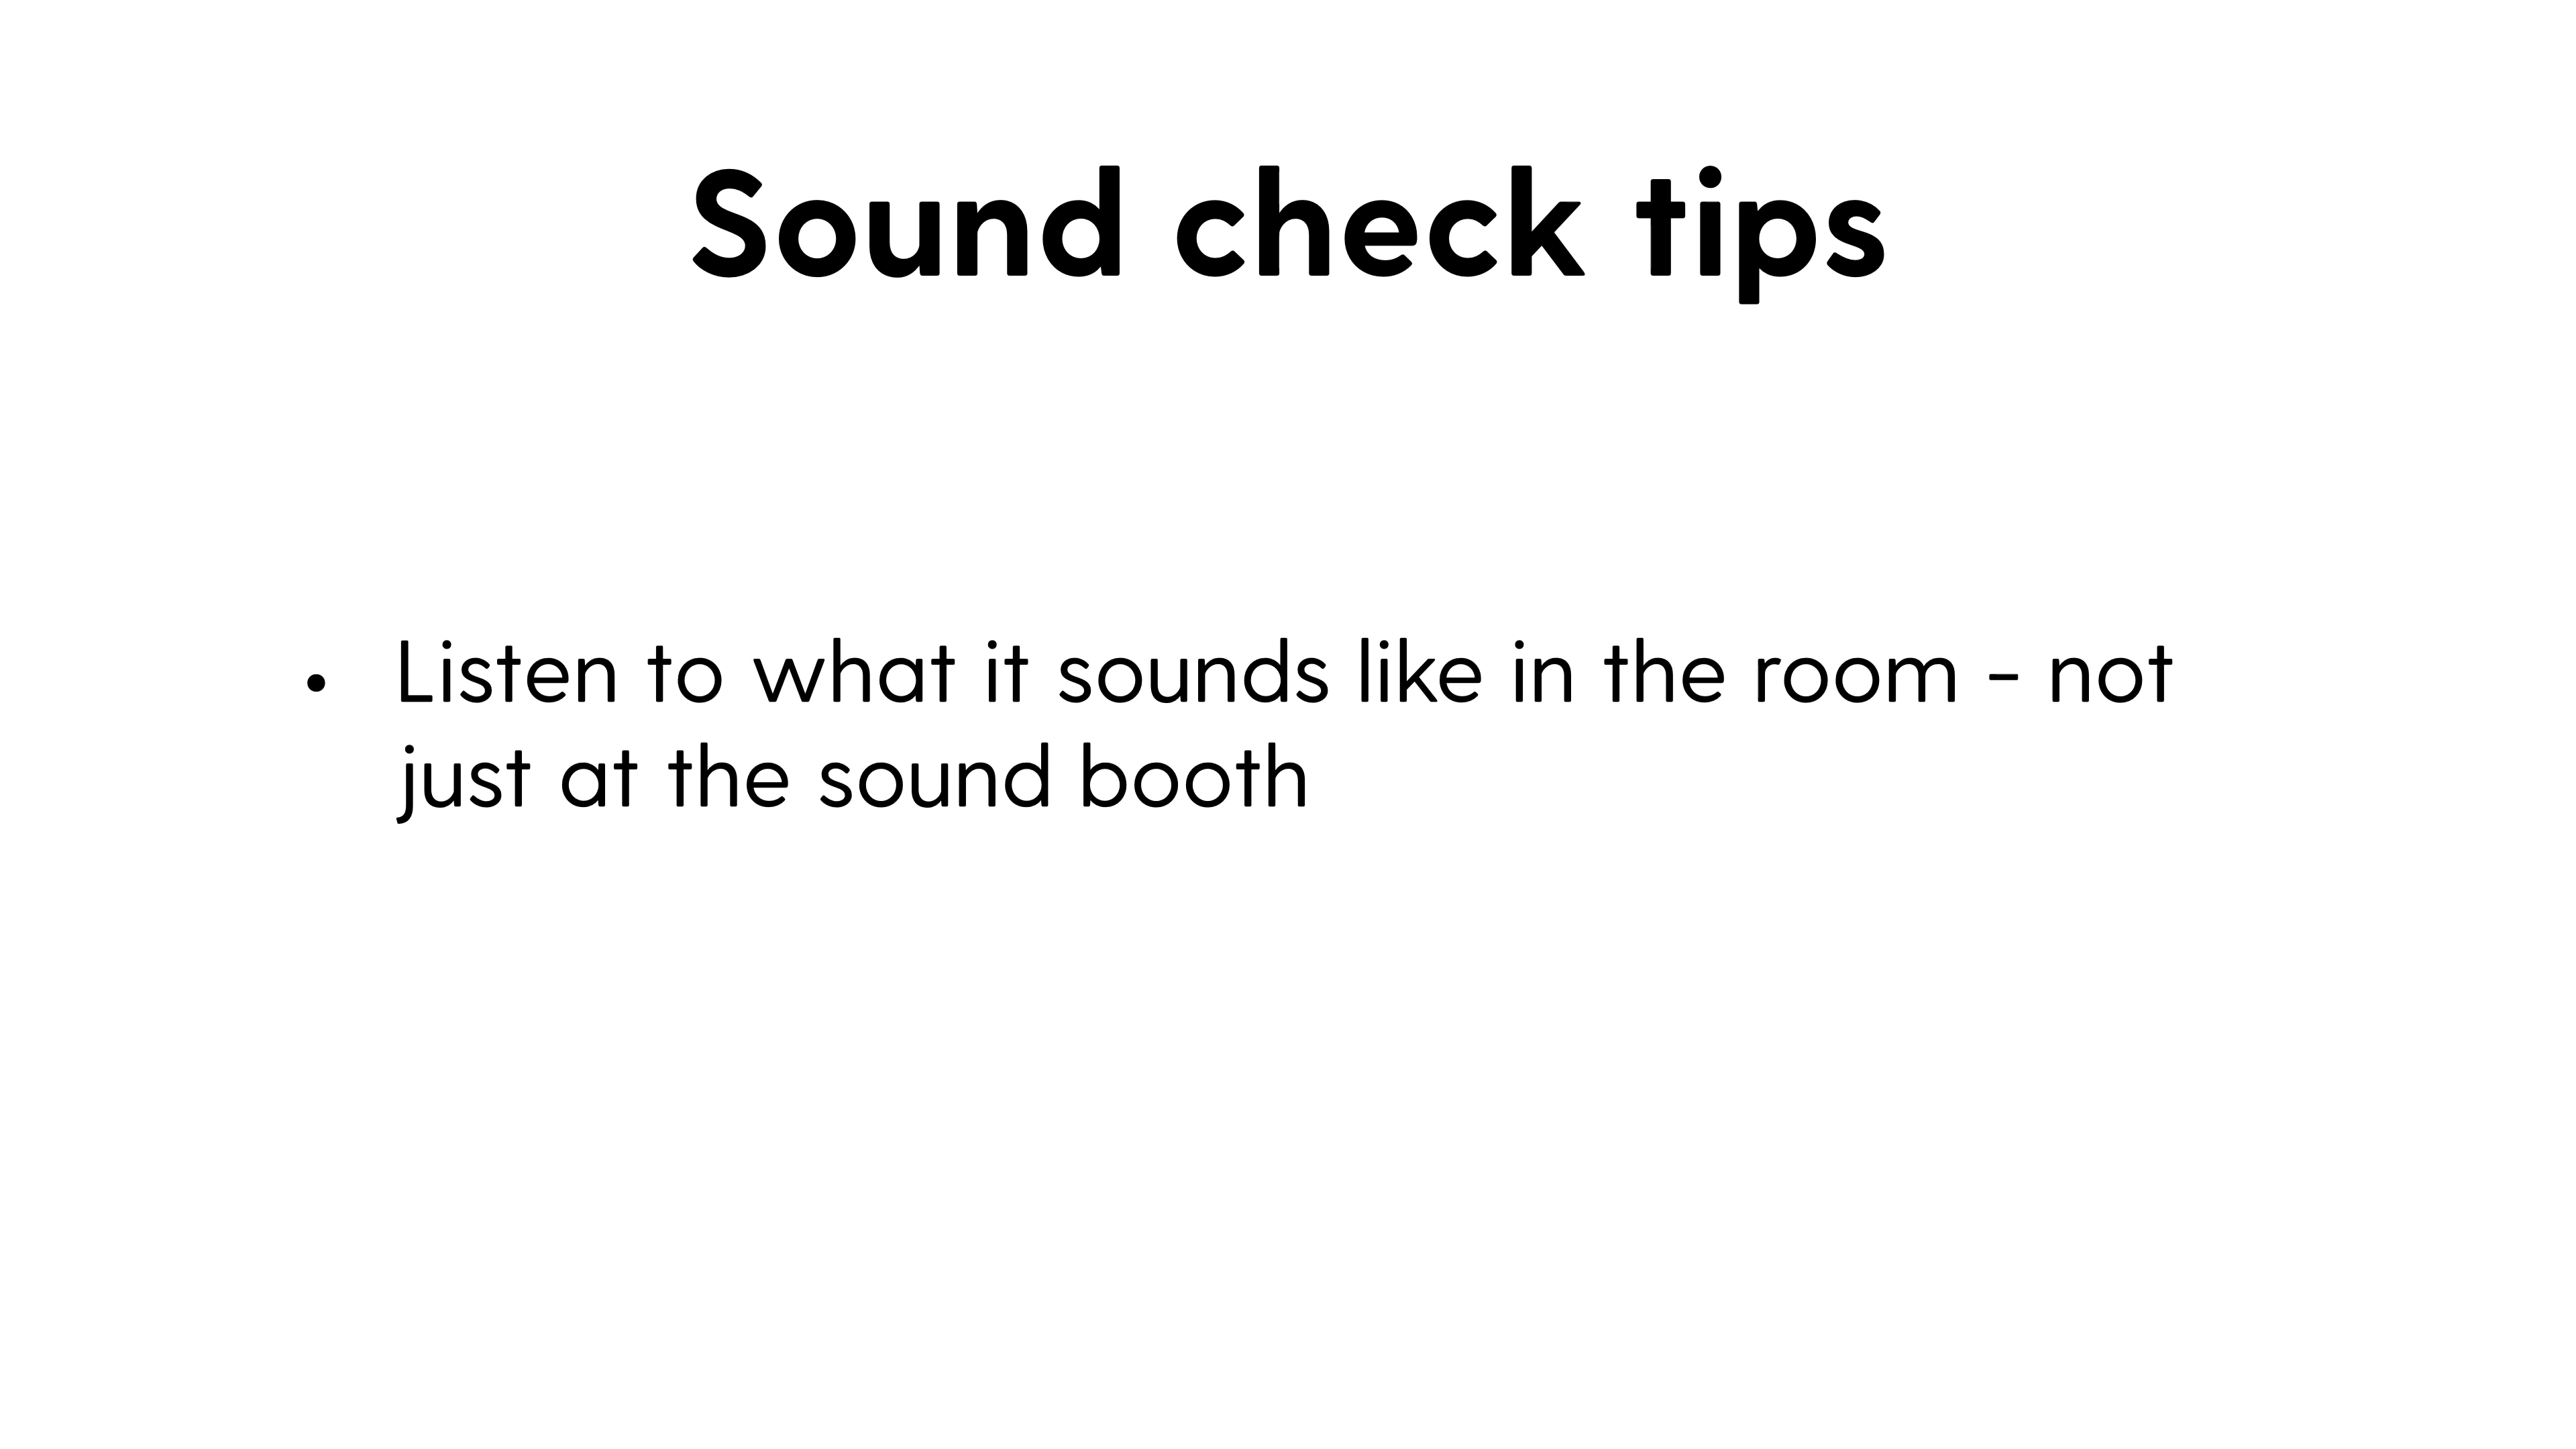 Sound check tips
• Listen to what it sounds like in the room - not
just at the sound booth